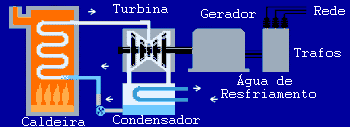 Turbina
Gerador
Rede
Trafos
Água de
Resfriamento
Caldeira
Condensador